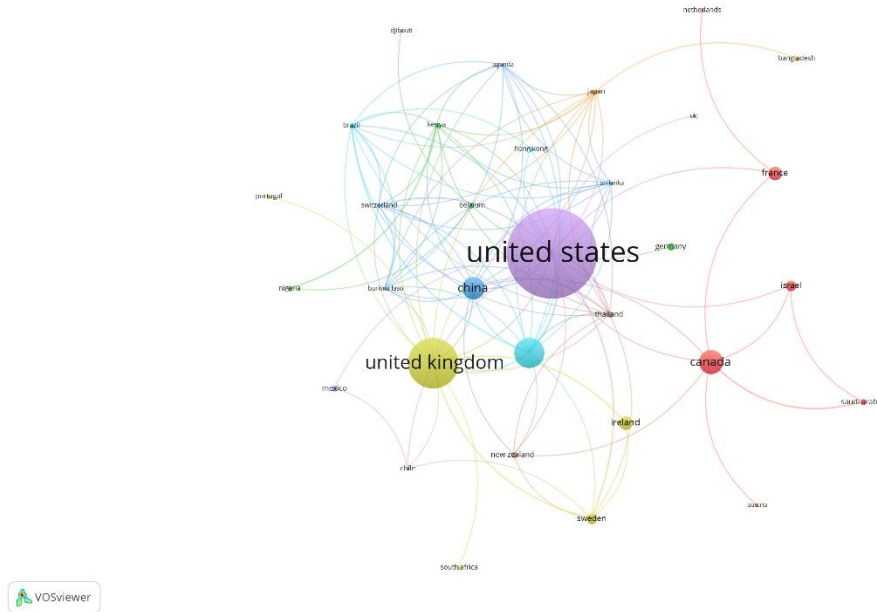 netherlands
djibouti
bangladesh
uganda
japan
uk
brazil
kenya
hong kong
france
sri lanka
portugal
switzerland
belgium
germany
united states
nigeria
burkina faso
china
israel
thailand
united kingdom
canada
mexico
saudi arab
ireland
new zealand
chile
austria
sweden
south africa
VOSviewer